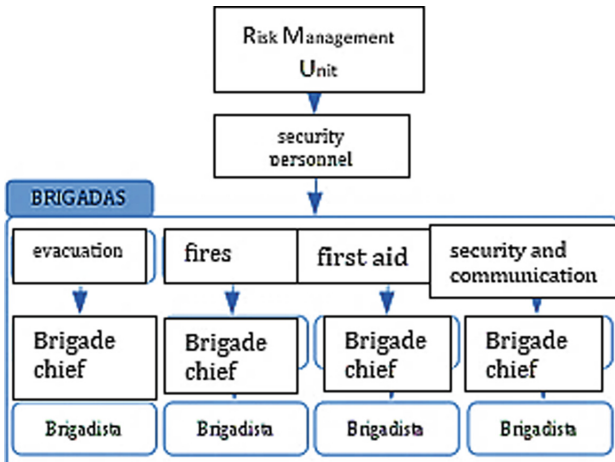 Risk Management
Unit
security
personnel
BRIGADAS
evacuation
fires
first aid
security and
communication
Brigade
chief
Brigade
chief
Brigade
chief
Brigade
chief
Brigadista
Brigadista
Brigadista
Brigadista